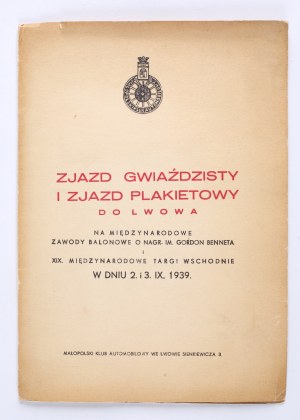 ZJAZD GWIAŹDZISTY
I ZJAZD PLAKIETOWY
DO LWOWA
NA MIĘDZYNARODOWE
ZAWODY BALONOWE O NAGR. IM. GORDON BENNETA
I
XIX. MIĘDZYNARODOWE TARGI WSCHODNIE
W DNIU 2. i 3. IX. 1939.
MAŁOPOLSKI KLUB AUTOMOBILOWY WE LWOWIE SIENKIEWICZA 5.